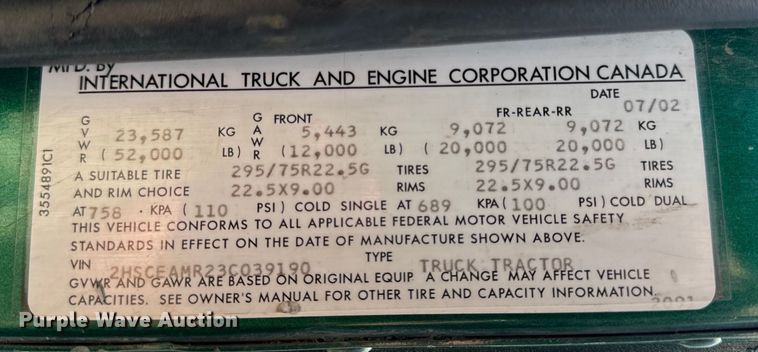 MFD. By
INTERNATIONAL TRUCK AND ENGINE CORPORATION CANADA
DATE 07/02
GVWR 23,587 KG GAWR FRONT 5,443 KG FR-REAR-RR 9,072 9,072 KG
(52,000 LB) (12,000 LB) (20,000 20,000 LB)
A SUITABLE TIRE 295/75R22.5G TIRES 295/75R22.5G TIRES
AND RIM CHOICE 22.5X9.00 RIMS 22.5X9.00 RIMS
AT 758 . KPA (110 PSI) COLD SINGLE AT 689 KPA (100 PSI) COLD DUAL
THIS VEHICLE CONFORMS TO ALL APPLICABLE FEDERAL MOTOR VEHICLE SAFETY
STANDARDS IN EFFECT ON THE DATE OF MANUFACTURE SHOWN ABOVE.
VIN 2HSCEAMR23C039190 TYPE TRUCK TRACTOR
GVWR AND GAWR ARE BASED ON ORIGINAL EQUIP A CHANGE MAY AFFECT VEHICLE
CAPACITIES. SEE OWNER'S MANUAL FOR OTHER TIRE AND CAPACITY INFORMATION.
3554891C1
Purple Wave Auction